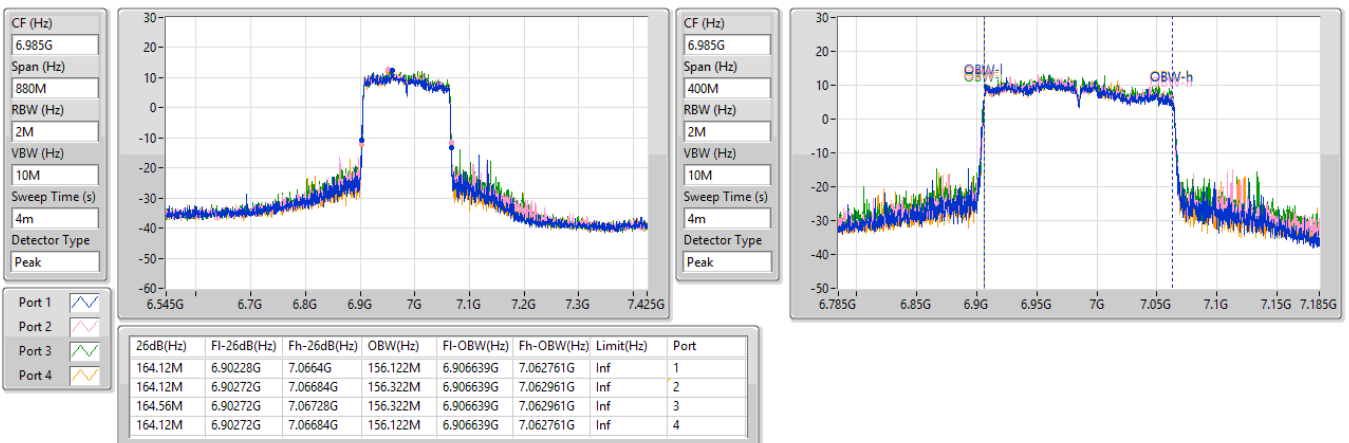 CF (Hz)
6.985G
Span (Hz)
880M
RBW (Hz)
2M
VBW (Hz)
10M
Sweep Time (s)
4m
Detector Type
Peak
30
20
10
0
-10
-20
-30
-40
-50
-60
6.545G 6.7G 6.8G 6.9G 7G 7.1G 7.2G 7.3G 7.425G
CF (Hz)
6.985G
Span (Hz)
400M
RBW (Hz)
2M
VBW (Hz)
10M
Sweep Time (s)
4m
Detector Type
Peak
30
20
10
0
-10
-20
-30
-40
-50
OBW-l
OBW-h
6.785G 6.85G 6.9G 6.95G 7G 7.05G 7.1G 7.15G 7.185G
Port 1
Port 2
Port 3
Port 4
26dB(Hz) Fl-26dB(Hz) Fh-26dB(Hz) OBW(Hz) Fl-OBW(Hz) Fh-OBW(Hz) Limit(Hz) Port
164.12M 6.90228G 7.0664G 156.122M 6.906639G 7.062761G Inf 1
164.12M 6.90272G 7.06684G 156.322M 6.906639G 7.062961G Inf 2
164.56M 6.90272G 7.06728G 156.322M 6.906639G 7.062961G Inf 3
164.12M 6.90272G 7.06684G 156.122M 6.906639G 7.062761G Inf 4